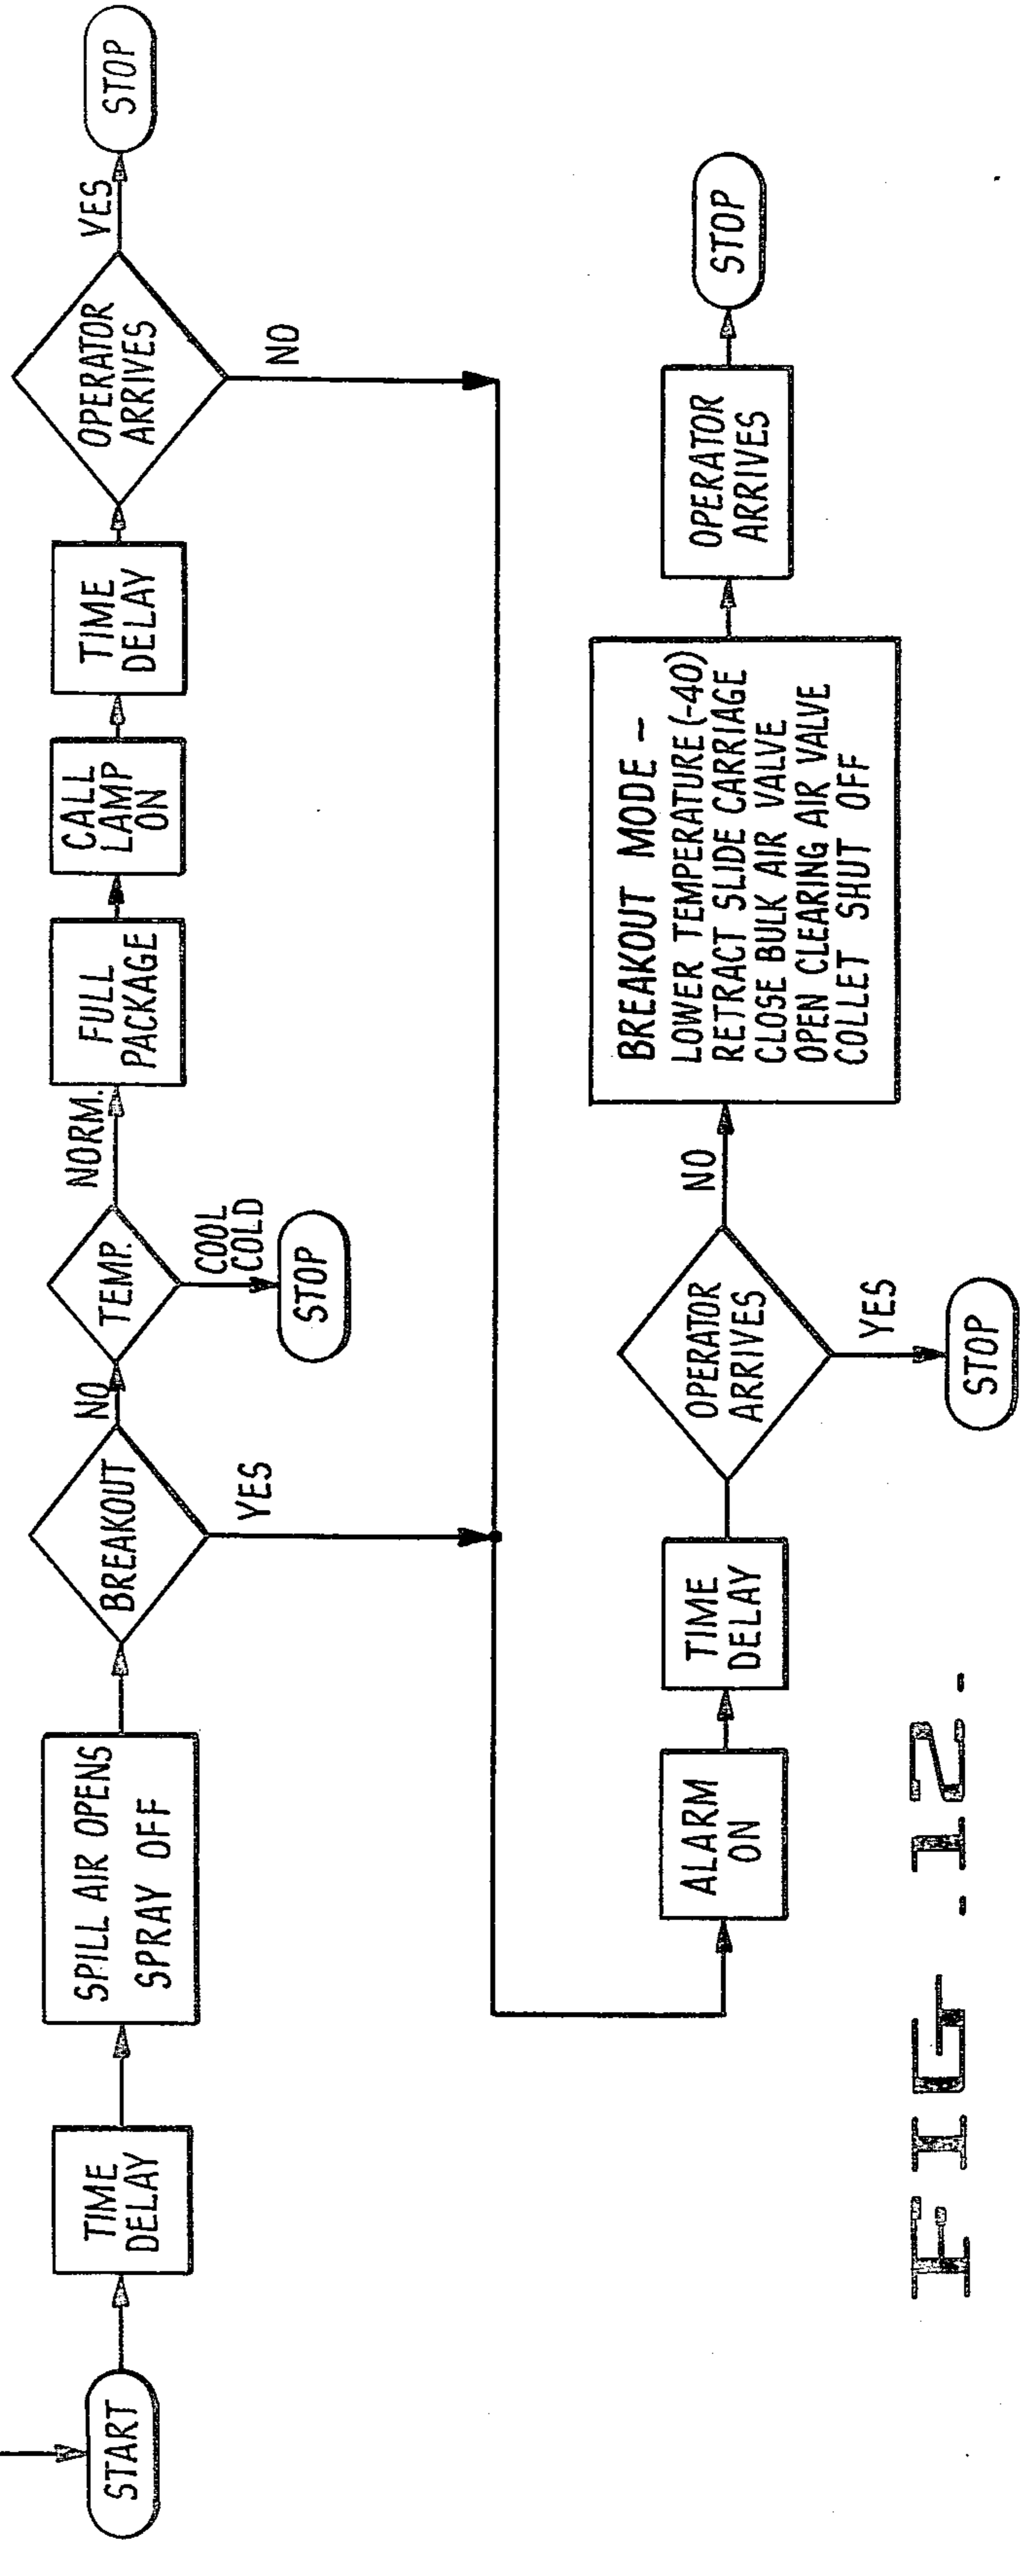 START
TIME
DELAY
SPILL AIR OPENS
SPRAY OFF
BREAKOUT
NO
YES
TEMP.
NORM.
COOL
COLD
STOP
FULL
PACKAGE
CALL
LAMP
ON
TIME
DELAY
OPERATOR
ARRIVES
YES
STOP
NO
ALARM
ON
TIME
DELAY
OPERATOR
ARRIVES
NO
YES
STOP
BREAKOUT MODE -
LOWER TEMPERATURE (-40)
RETRACT SLIDE CARRIAGE
CLOSE BULK AIR VALVE
OPEN CLEARING AIR VALVE
COLLET SHUT OFF
OPERATOR
ARRIVES
STOP
FIG - 12 -